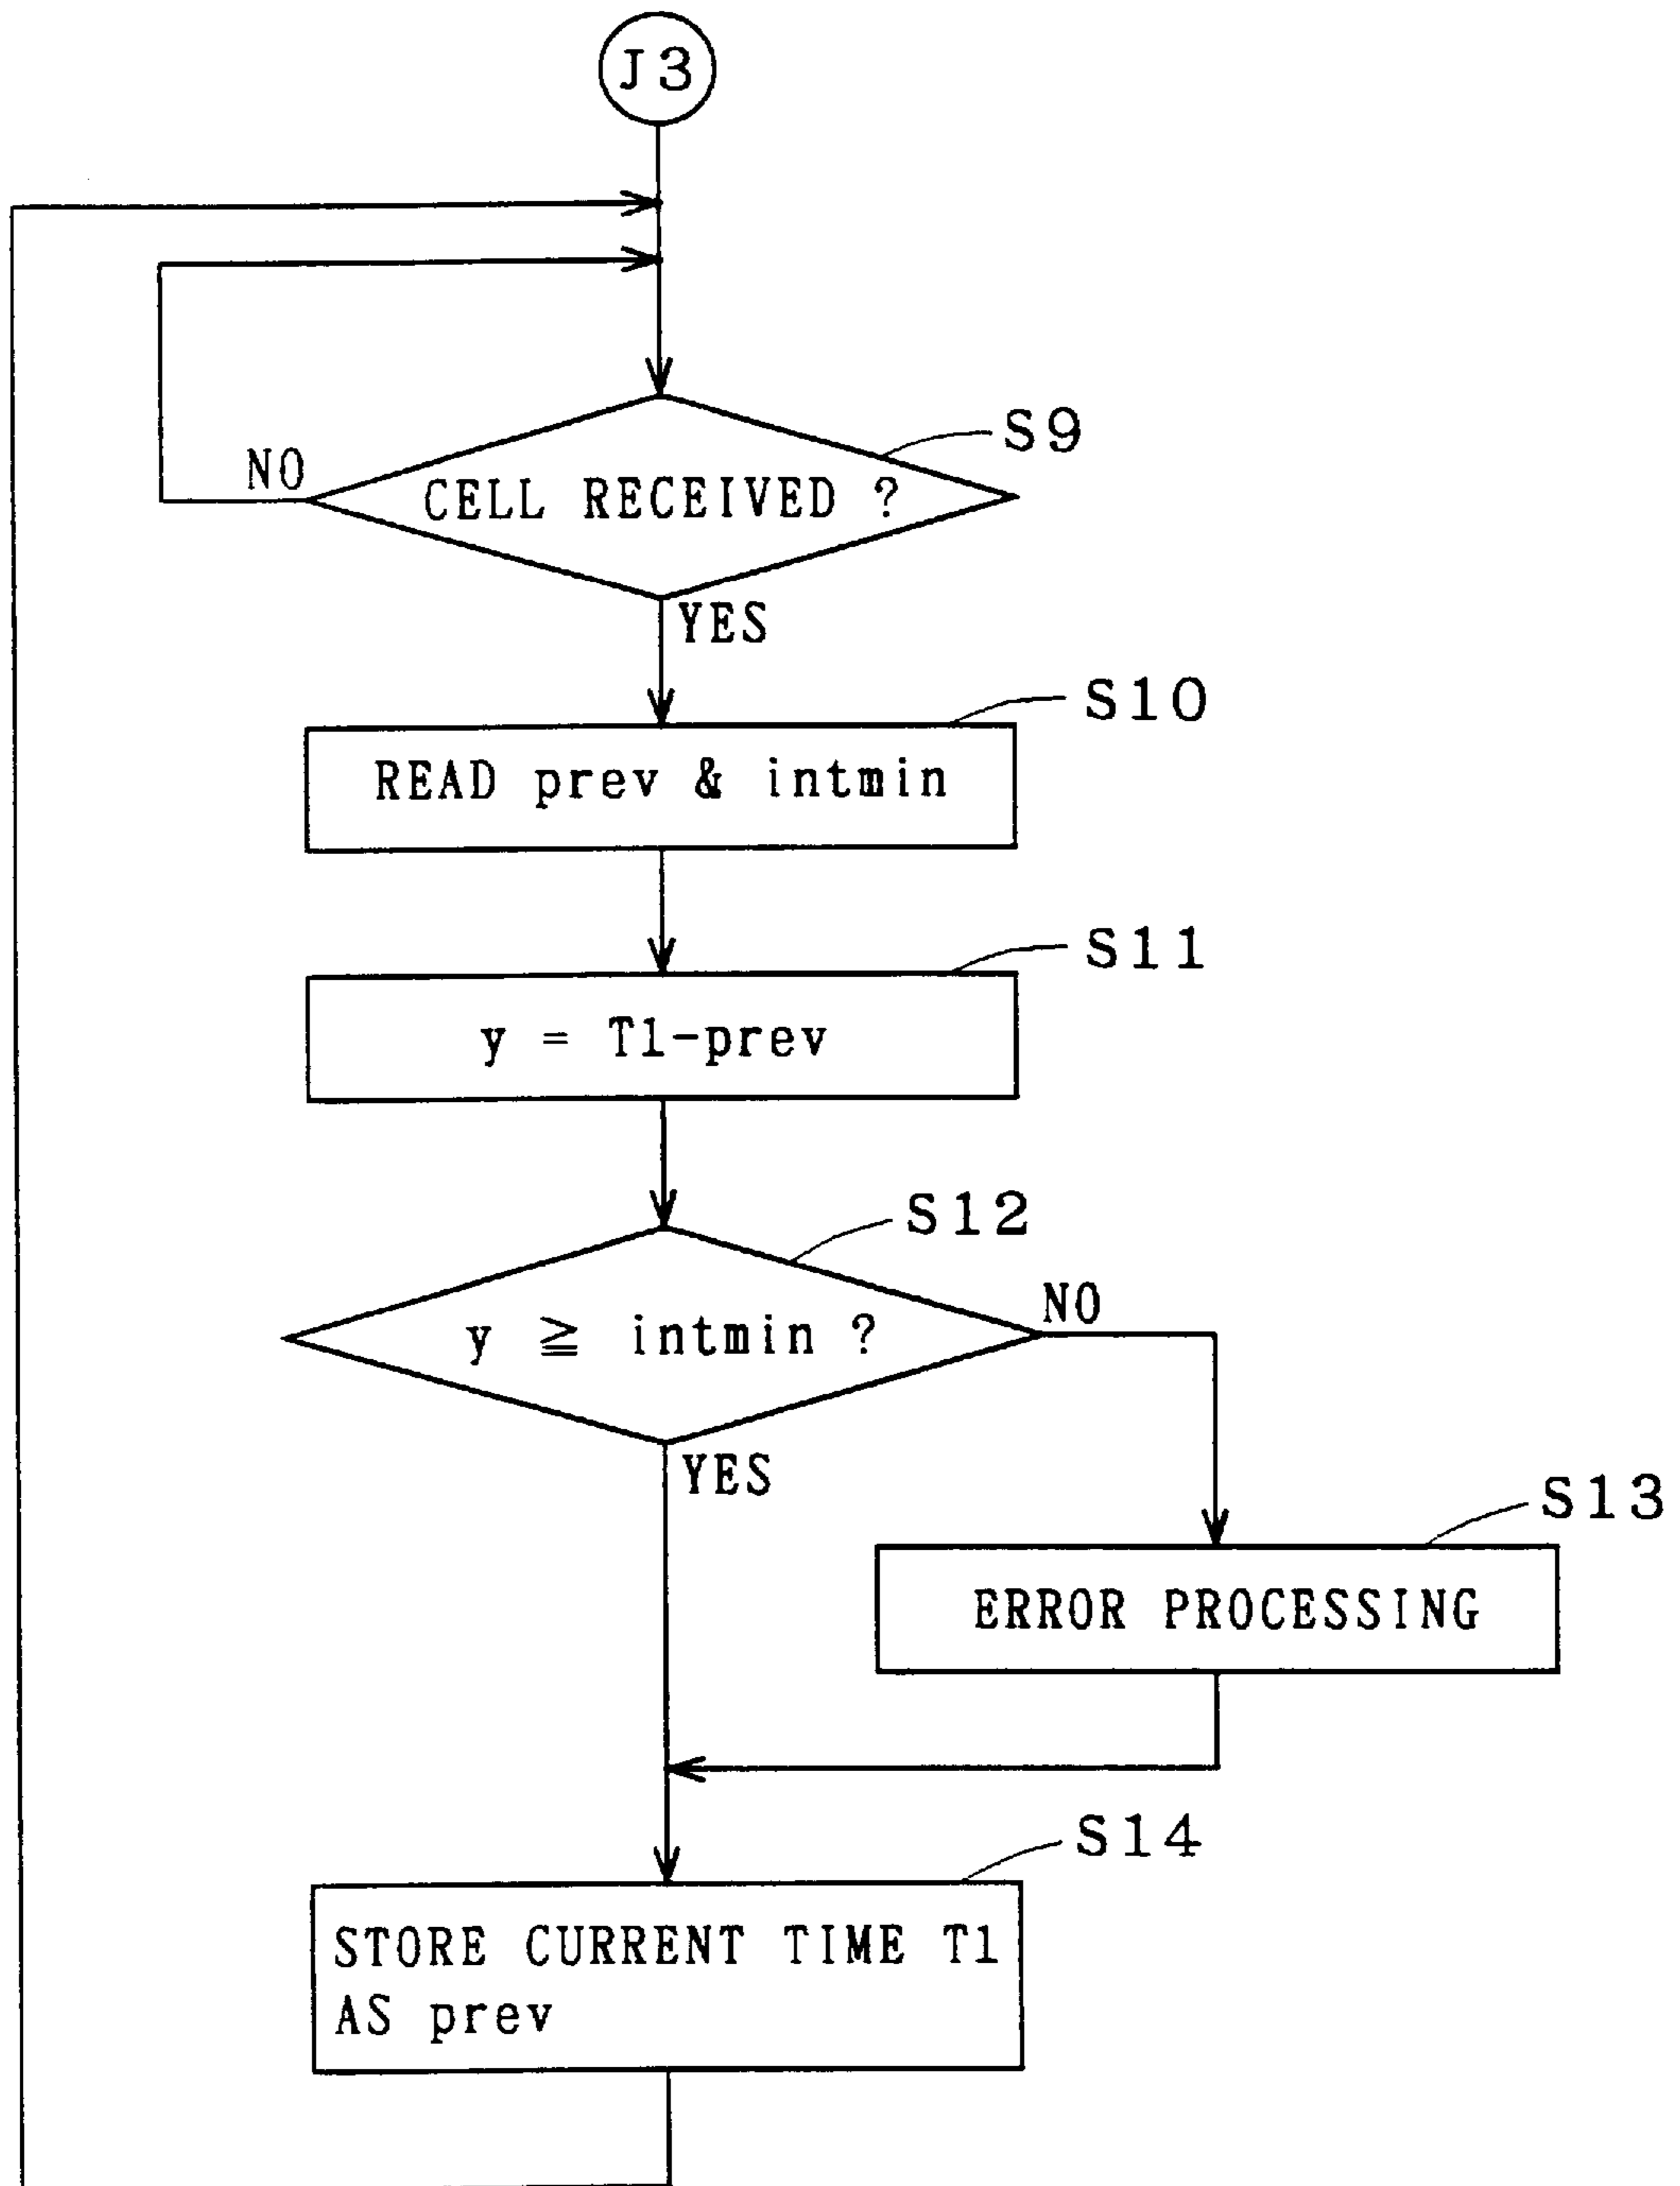 J3
S9
NO
CELL RECEIVED ?
YES
S10
READ prev & intmin
S11
y = T1-prev
S12
NO
y ≧ intmin ?
YES
S13
ERROR PROCESSING
S14
STORE CURRENT TIME T1
AS prev